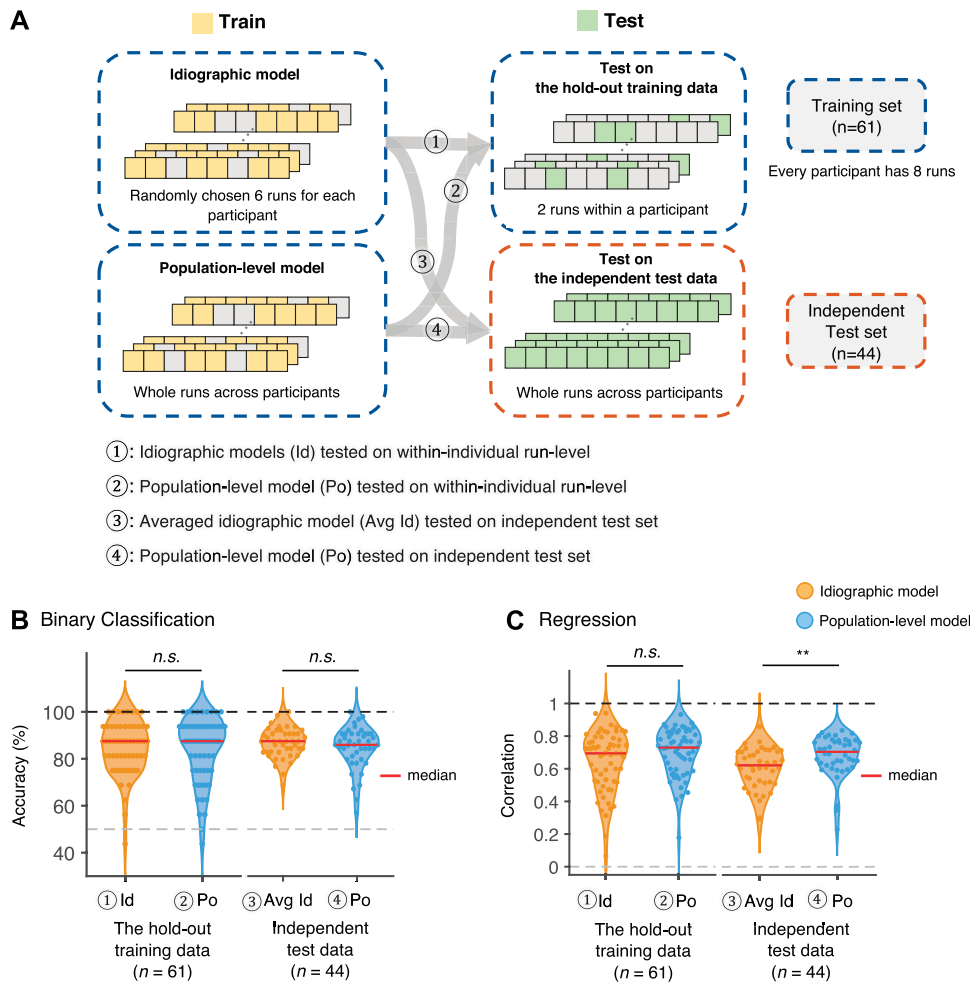 A
Train
Test
Idiographic model
Randomly chosen 6 runs for each
participant
Test on
the hold-out training data
2 runs within a participant
Training set
(n=61)
Every participant has 8 runs
1
2
3
4
Population-level model
Whole runs across participants
Test on
the independent test data
Whole runs across participants
Independent
Test set
(n=44)
1: Idiographic models (Id) tested on within-individual run-level
2: Population-level model (Po) tested on within-individual run-level
3: Averaged idiographic model (Avg Id) tested on independent test set
4: Population-level model (Po) tested on independent test set
Idiographic model
Population-level model
B Binary Classification
n.s.
n.s.
Accuracy (%)
100
80
60
40
median
1 Id
2 Po
3 Avg Id
4 Po
The hold-out
training data
(n = 61)
Independent
test data
(n = 44)
C Regression
n.s.
**
Correlation
1
0.8
0.6
0.4
0.2
0
median
1 Id
2 Po
3 Avg Id
4 Po
The hold-out
training data
(n = 61)
Independent
test data
(n = 44)